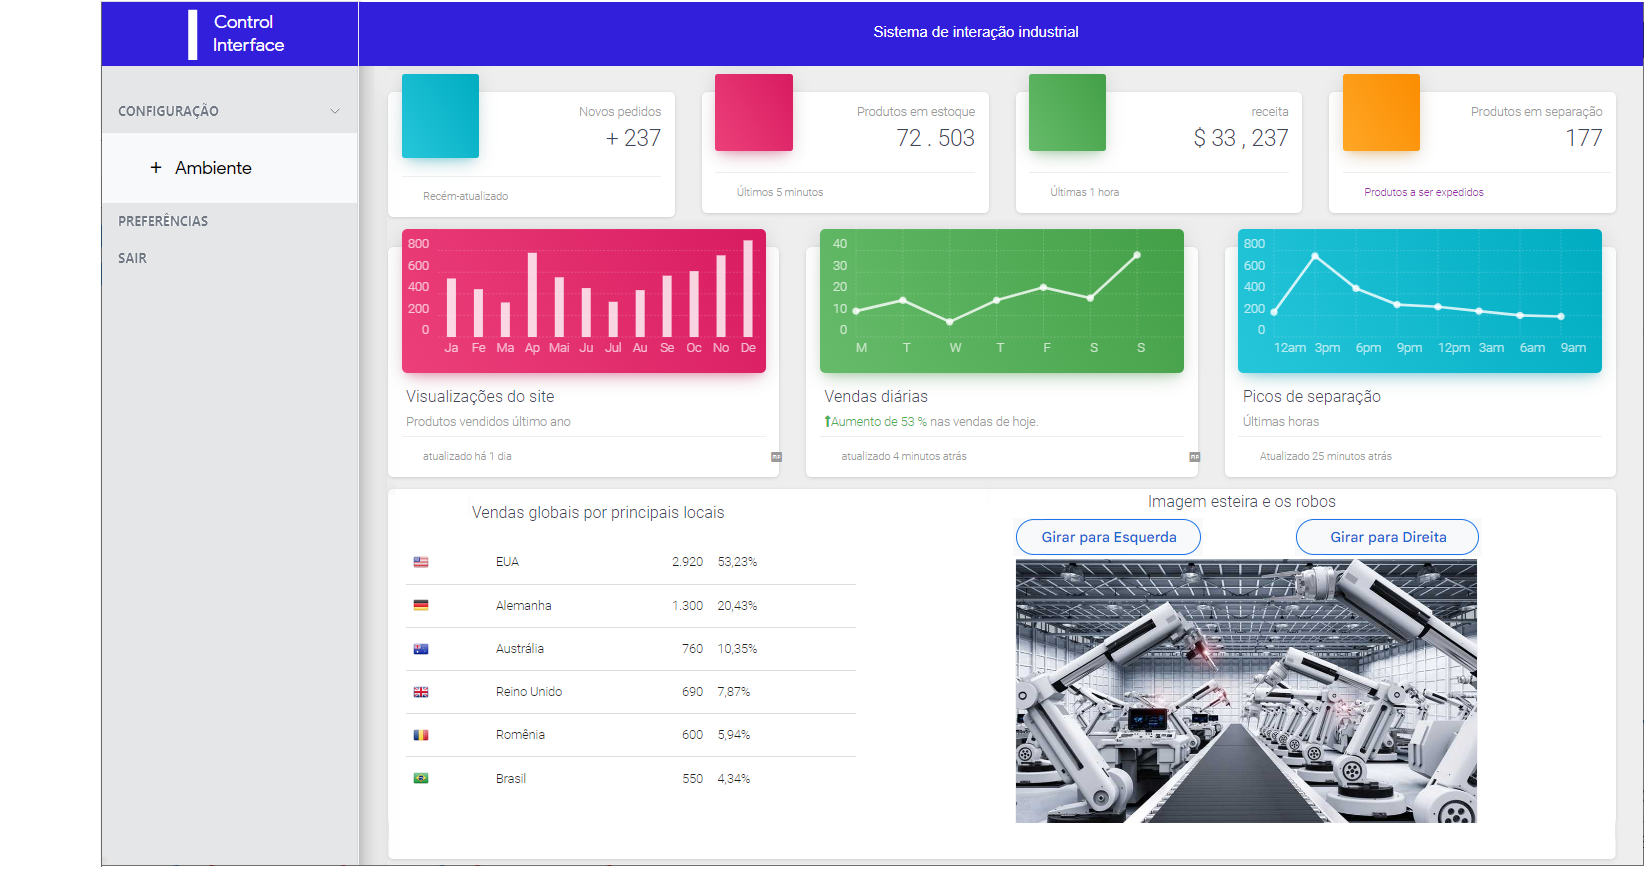 Control
Interface
Sistema de interação industrial
CONFIGURAÇÃO
+ Ambiente
PREFERÊNCIAS
SAIR
Novos pedidos
+ 237
Recém-atualizado
Produtos em estoque
72 . 503
Últimos 5 minutos
receita
$ 33 , 237
Últimas 1 hora
Produtos em separação
177
Produtos a ser expedidos
800
600
400
200
0
Ja Fe Ma Ap Mai Ju Jul Au Se Oc No De
Visualizações do site
Produtos vendidos último ano
atualizado há 1 dia
40
30
20
10
0
M T W T F S S
Vendas diárias
Aumento de 53 % nas vendas de hoje.
atualizado 4 minutos atrás
800
600
400
200
0
12am 3pm 6pm 9pm 12pm 3am 6am 9am
Picos de separação
Últimas horas
Atualizado 25 minutos atrás
Vendas globais por principais locais
EUA 2.920 53,23%
Alemanha 1.300 20,43%
Austrália 760 10,35%
Reino Unido 690 7,87%
Romênia 600 5,94%
Brasil 550 4,34%
Imagem esteira e os robos
Girar para Esquerda
Girar para Direita